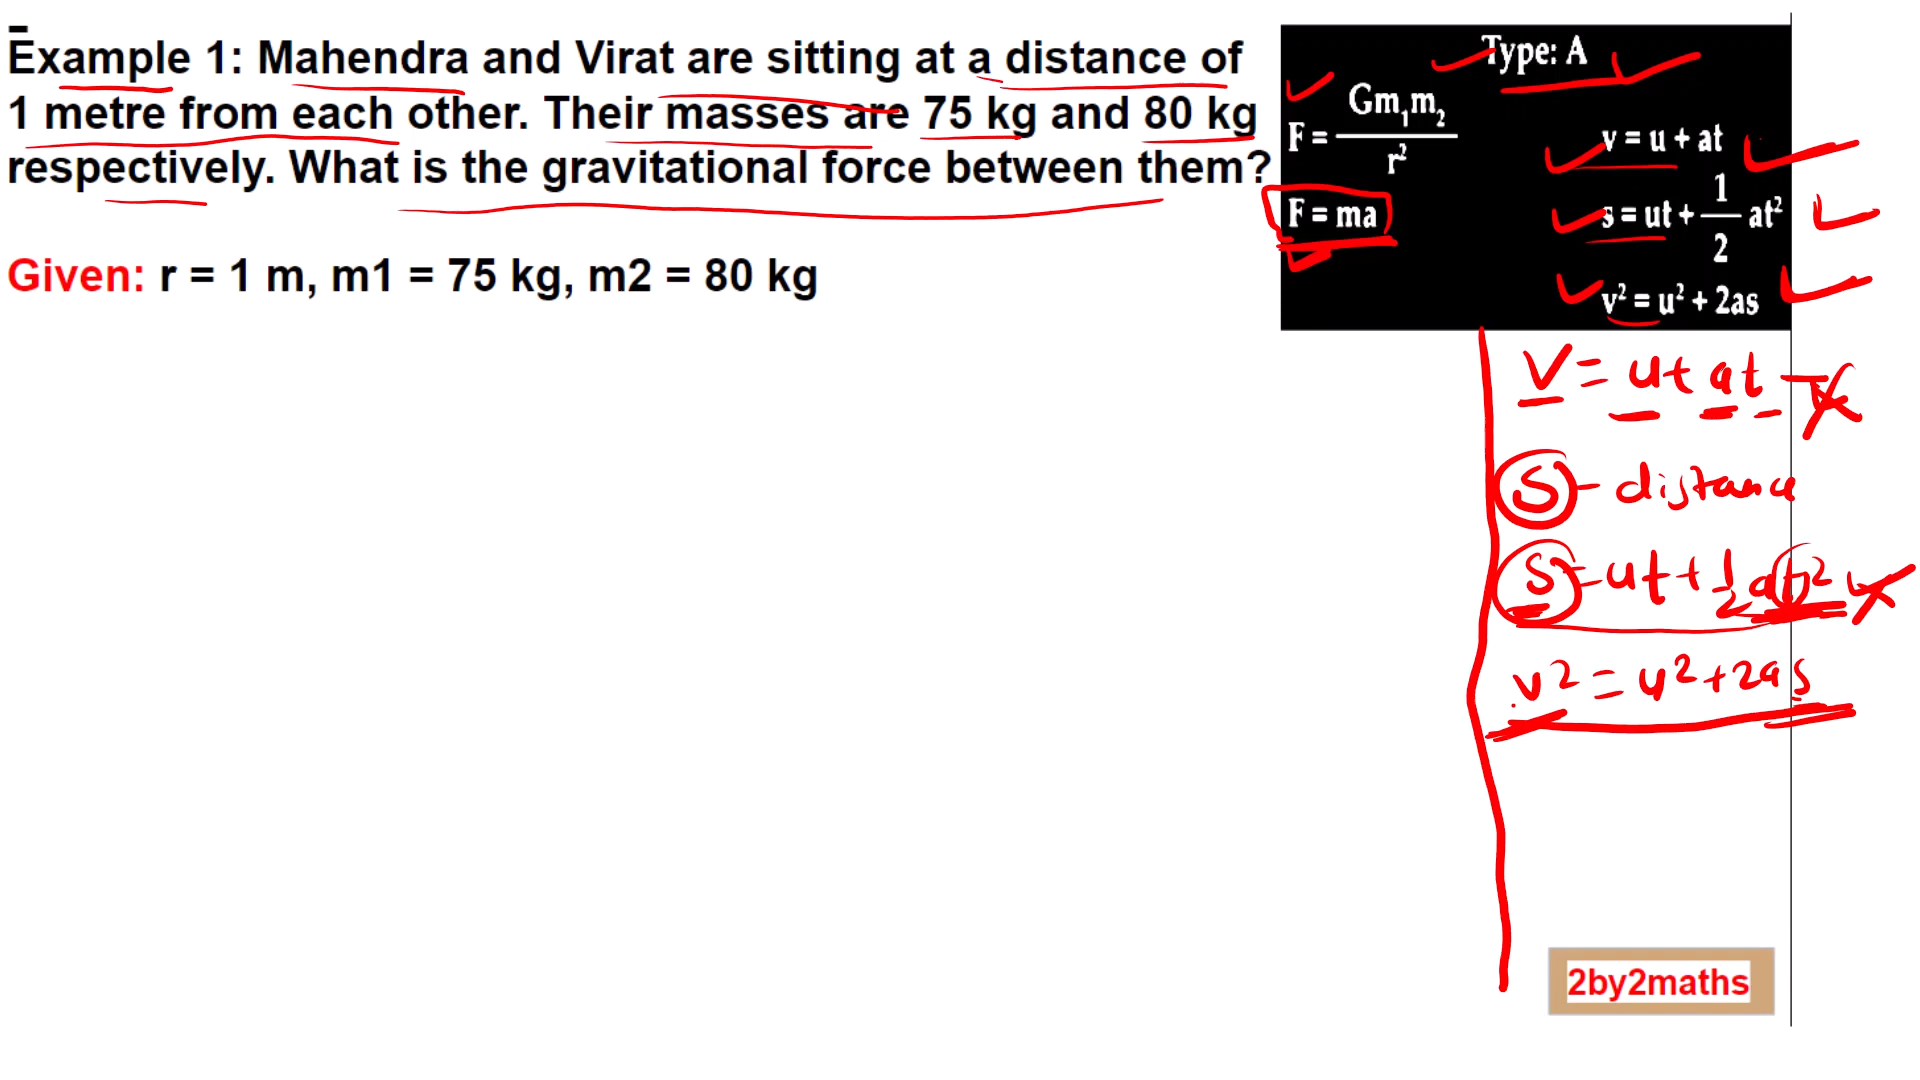 Example 1: Mahendra and Virat are sitting at a distance of
1 metre from each other. Their masses are 75 kg and 80 kg
respectively. What is the gravitational force between them?
Given: r = 1 m, m1 = 75 kg, m2 = 80 kg
Type: A
F = Gm₁m₂ / r²
F = ma
v = u + at
s = ut + 1/2 at²
v² = u² + 2as
V = u + at
S - distance
S = ut + 1/2 at²
v² = u² + 2as
2by2maths